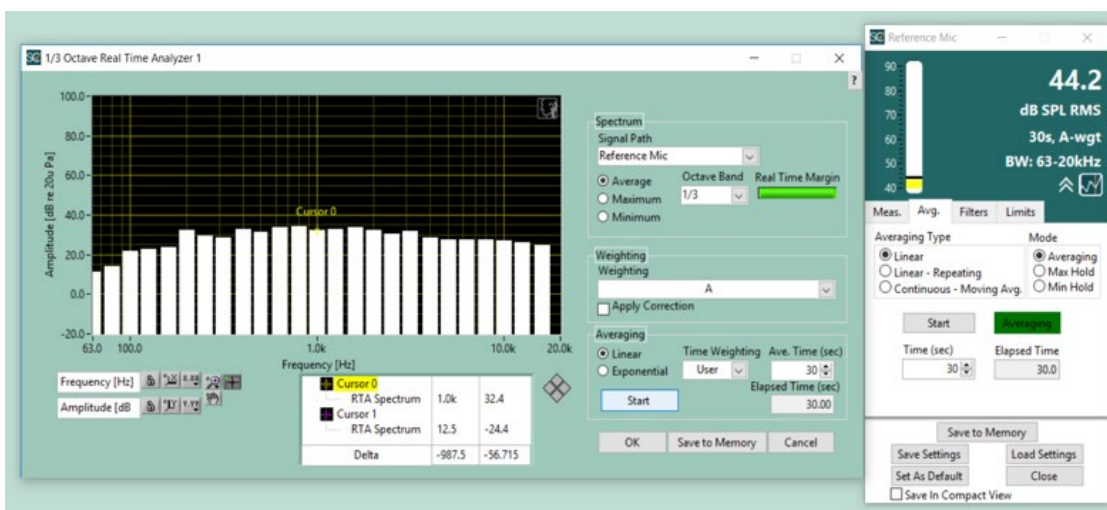 SC 1/3 Octave Real Time Analyzer 1
?
100.0
80.0
60.0
40.0
20.0
0.0
-20.0
Amplitude [dB re 20u Pa]
Cursor 0
63.0 100.0 1.0k 10.0k 20.0k
Frequency [Hz]
Frequency [Hz]
Amplitude [dB
Cursor 0
RTA Spectrum 1.0k 32.4
Cursor 1
RTA Spectrum 12.5 -24.4
Delta -987.5 -56.715
Spectrum
Signal Path
Reference Mic
Average
Maximum
Minimum
Octave Band
1/3
Real Time Margin
Weighting
Weighting
A
Apply Correction
Averaging
Linear
Exponential
Time Weighting
User
Ave. Time (sec)
30
Elapsed Time (sec)
30.00
Start
OK Save to Memory Cancel
SC Reference Mic
90
80
70
60
50
40
44.2
dB SPL RMS
30s, A-wgt
BW: 63-20kHz
Meas. Avg. Filters Limits
Averaging Type
Linear
Linear - Repeating
Continuous - Moving Avg.
Mode
Averaging
Max Hold
Min Hold
Start Averaging
Time (sec) Elapsed Time
30 30.0
Save to Memory
Save Settings Load Settings
Set As Default Close
Save In Compact View